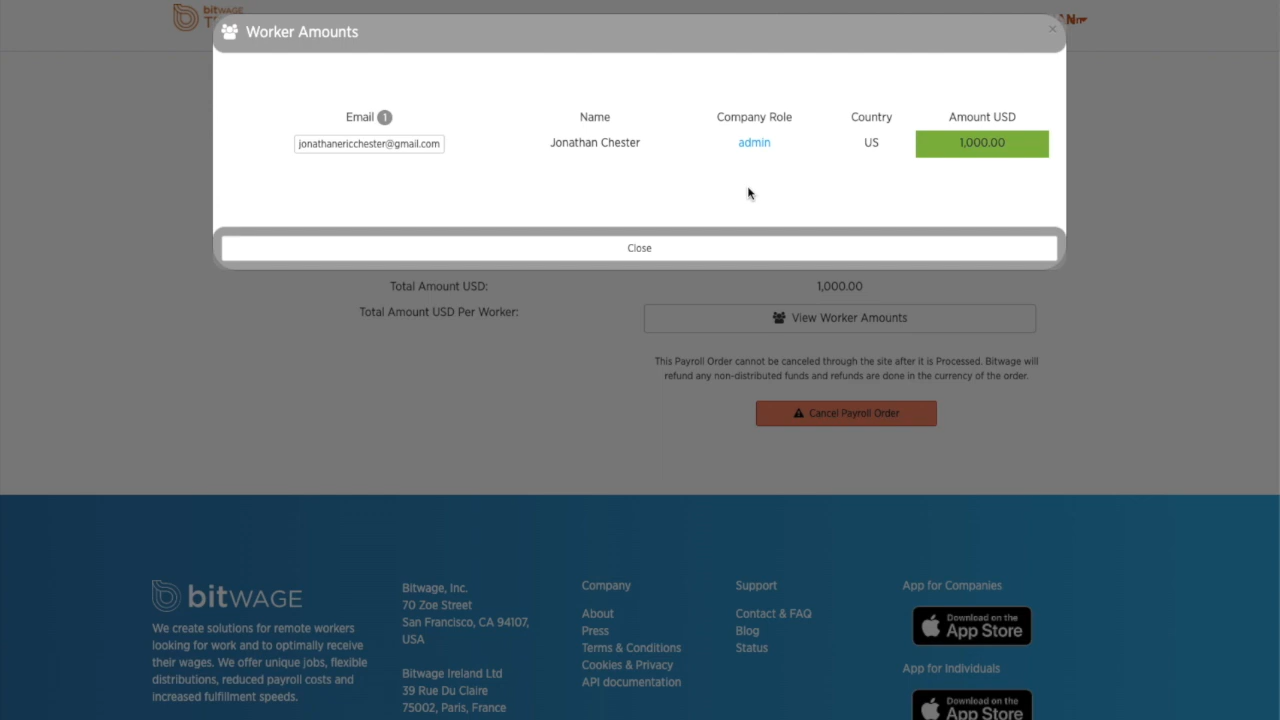 bitWAGE
Worker Amounts
×
Email 1
Name
Company Role
Country
Amount USD
jonathanericchester@gmail.com
Jonathan Chester
admin
US
1,000.00
Close
Total Amount USD:
1,000.00
Total Amount USD Per Worker:
View Worker Amounts
This Payroll Order cannot be canceled through the site after it is Processed. Bitwage will
refund any non-distributed funds and refunds are done in the currency of the order.
Cancel Payroll Order
bitWAGE
We create solutions for remote workers
looking for work and to optimally receive
their wages. We offer unique jobs, flexible
distributions, reduced payroll costs and
increased fulfillment speeds.
Bitwage, Inc.
70 Zoe Street
San Francisco, CA 94107,
USA
Bitwage Ireland Ltd
39 Rue Du Claire
75002, Paris, France
Company
About
Press
Terms & Conditions
Cookies & Privacy
API documentation
Support
Contact & FAQ
Blog
Status
App for Companies
Download on the
App Store
App for Individuals
Download on the
App Store